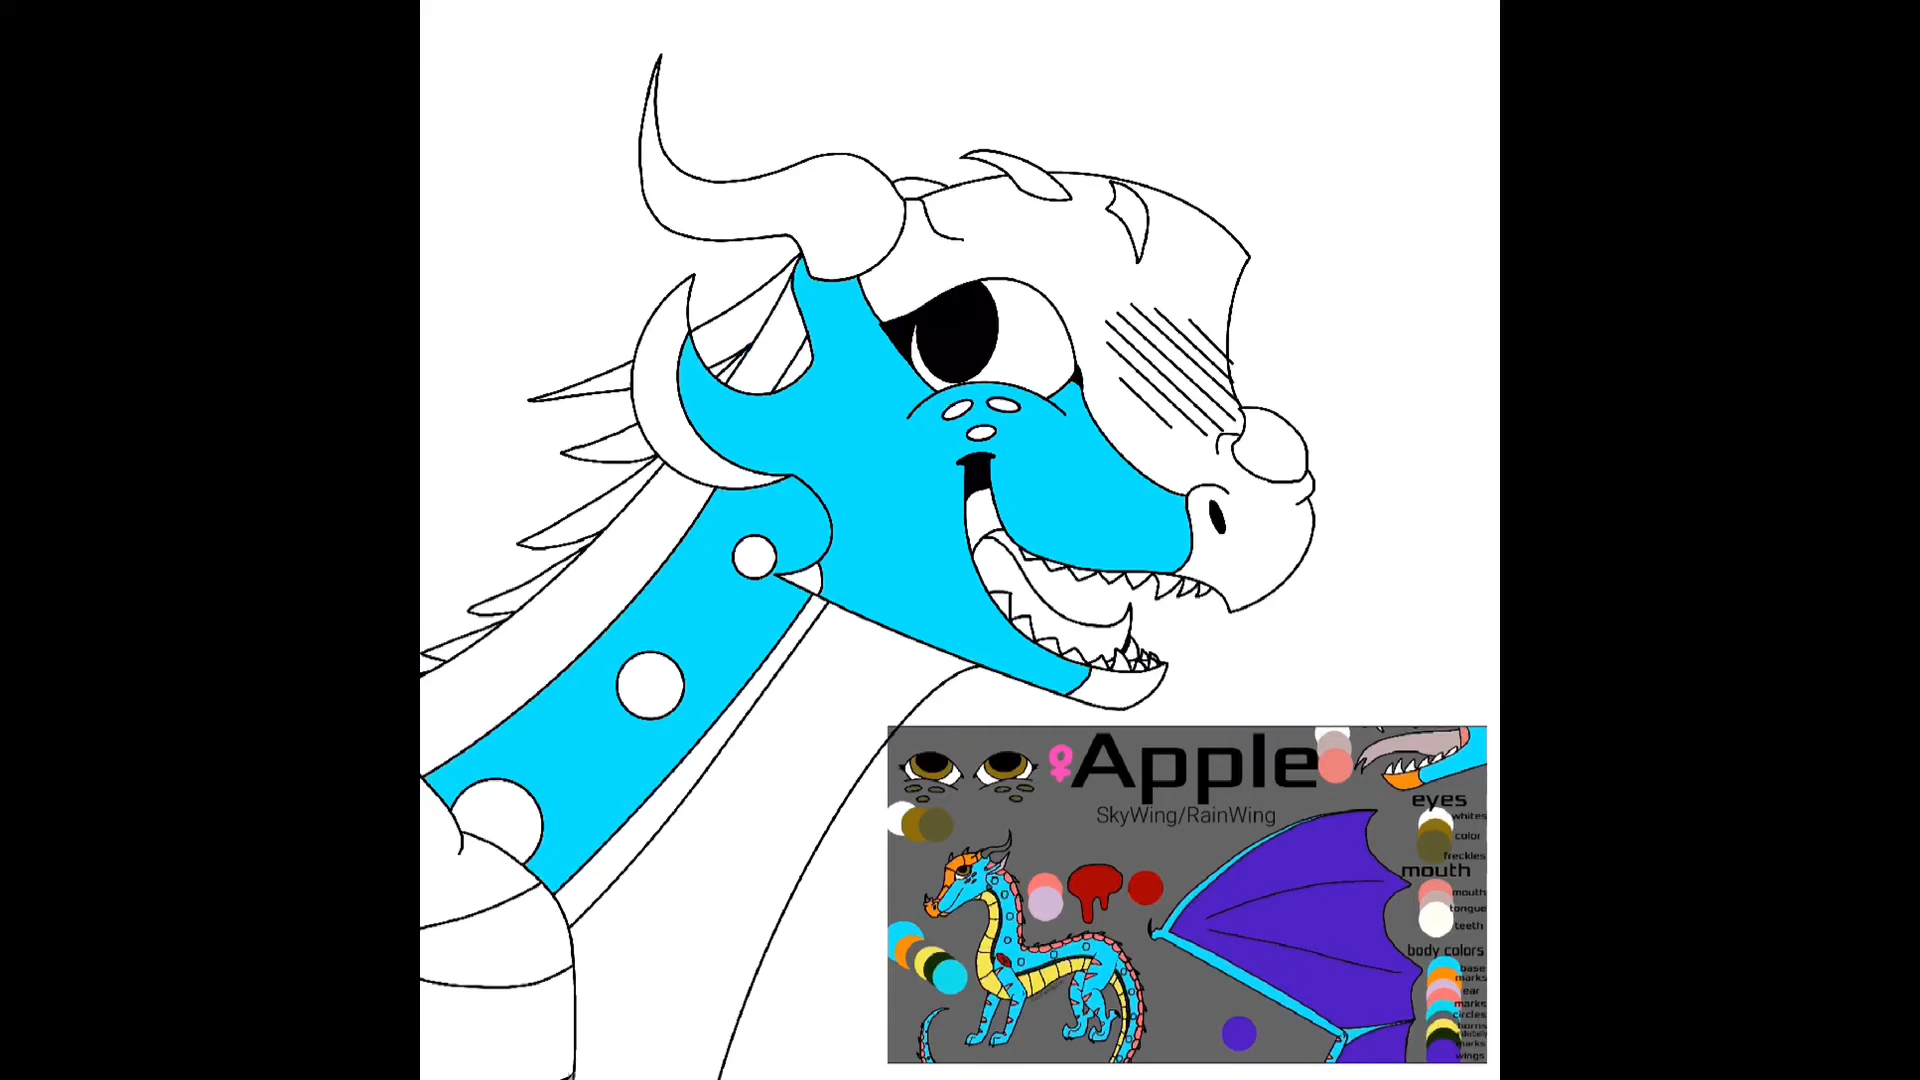 Apple
SkyWing/RainWing
eyes
whites
color
freckles
mouth
mouth
tongue
teeth
body colors
base
marks
ear
marks
circles
horns
marks
wings